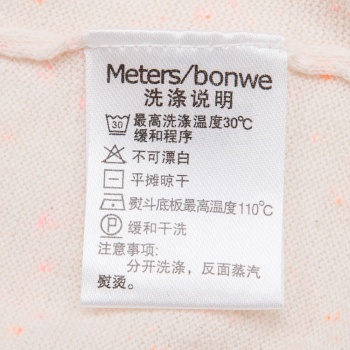 Meters/bonwe
洗涤说明
30 最高洗涤温度30℃
缓和程序
不可漂白
平摊晾干
熨斗底板最高温度110℃
P 缓和干洗
注意事项:
分开洗涤，反面蒸汽
熨烫。